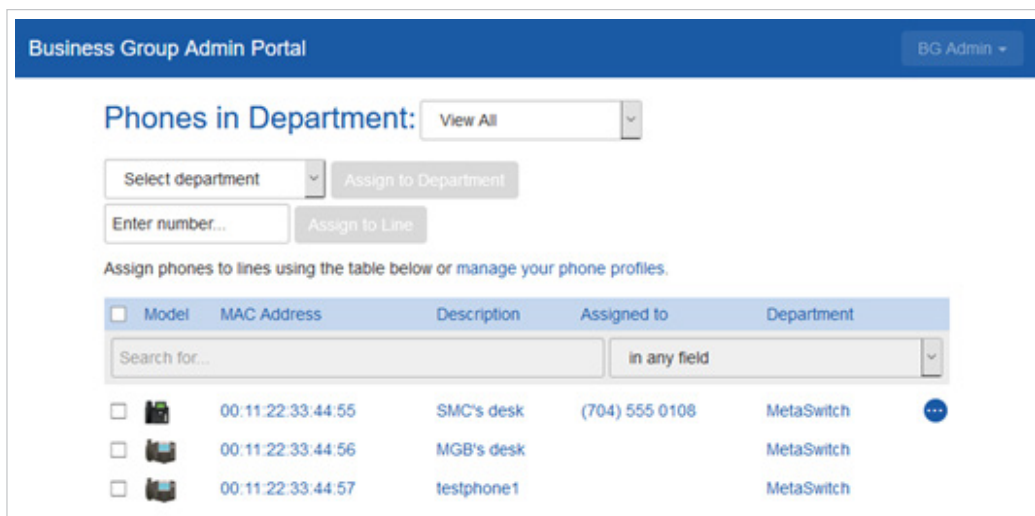 Business Group Admin Portal BG Admin
Phones in Department: View All
Select department Assign to Department
Enter number... Assign to Line
Assign phones to lines using the table below or manage your phone profiles.
Model MAC Address Description Assigned to Department
Search for... in any field
00:11:22:33:44:55 SMC's desk (704) 555 0108 MetaSwitch
00:11:22:33:44:56 MGB's desk MetaSwitch
00:11:22:33:44:57 testphone1 MetaSwitch